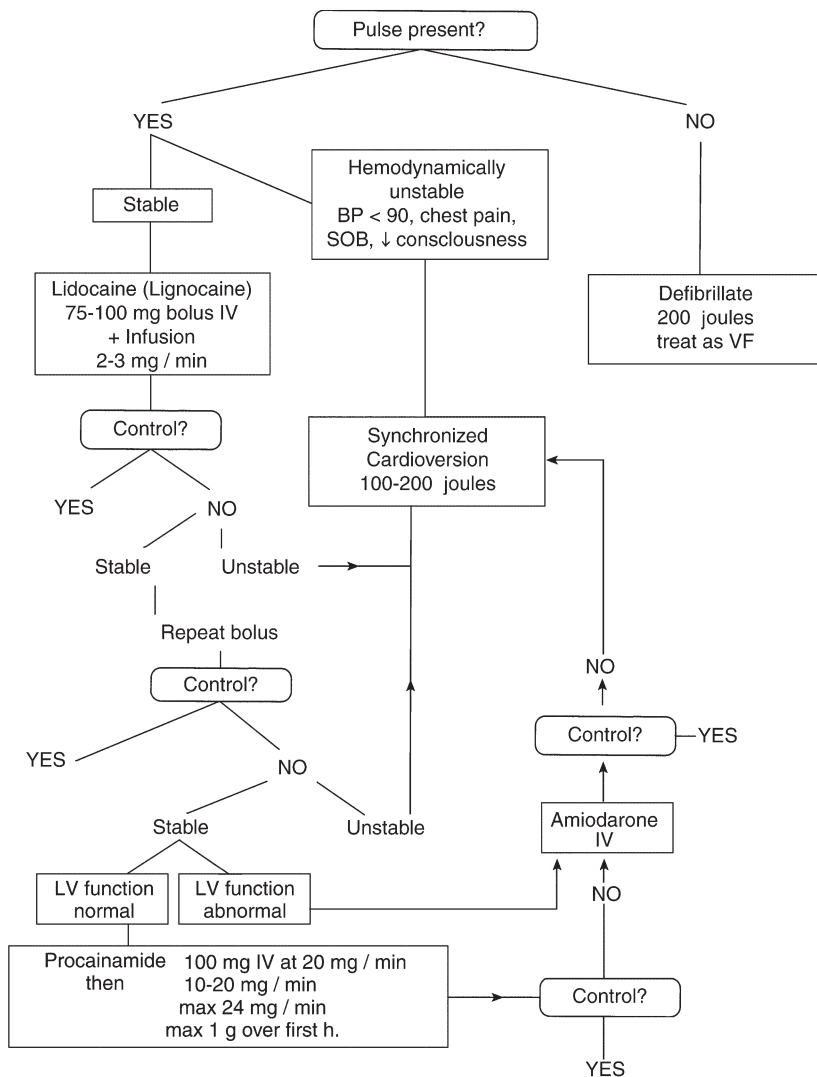 Pulse present?
YES
NO
Hemodynamically
unstable
BP < 90, chest pain,
SOB, ↓ consclousness
Stable
Lidocaine (Lignocaine)
75-100 mg bolus IV
+ Infusion
2-3 mg / min
Defibrillate
200 joules
treat as VF
Control?
Synchronized
Cardioversion
100-200 joules
YES
NO
Stable
Unstable
Repeat bolus
Control?
NO
Control?
YES
YES
NO
Stable
Unstable
Amiodarone
IV
LV function
normal
LV function
abnormal
NO
Procainamide 100 mg IV at 20 mg / min
then 10-20 mg / min
max 24 mg / min
max 1 g over first h.
Control?
YES